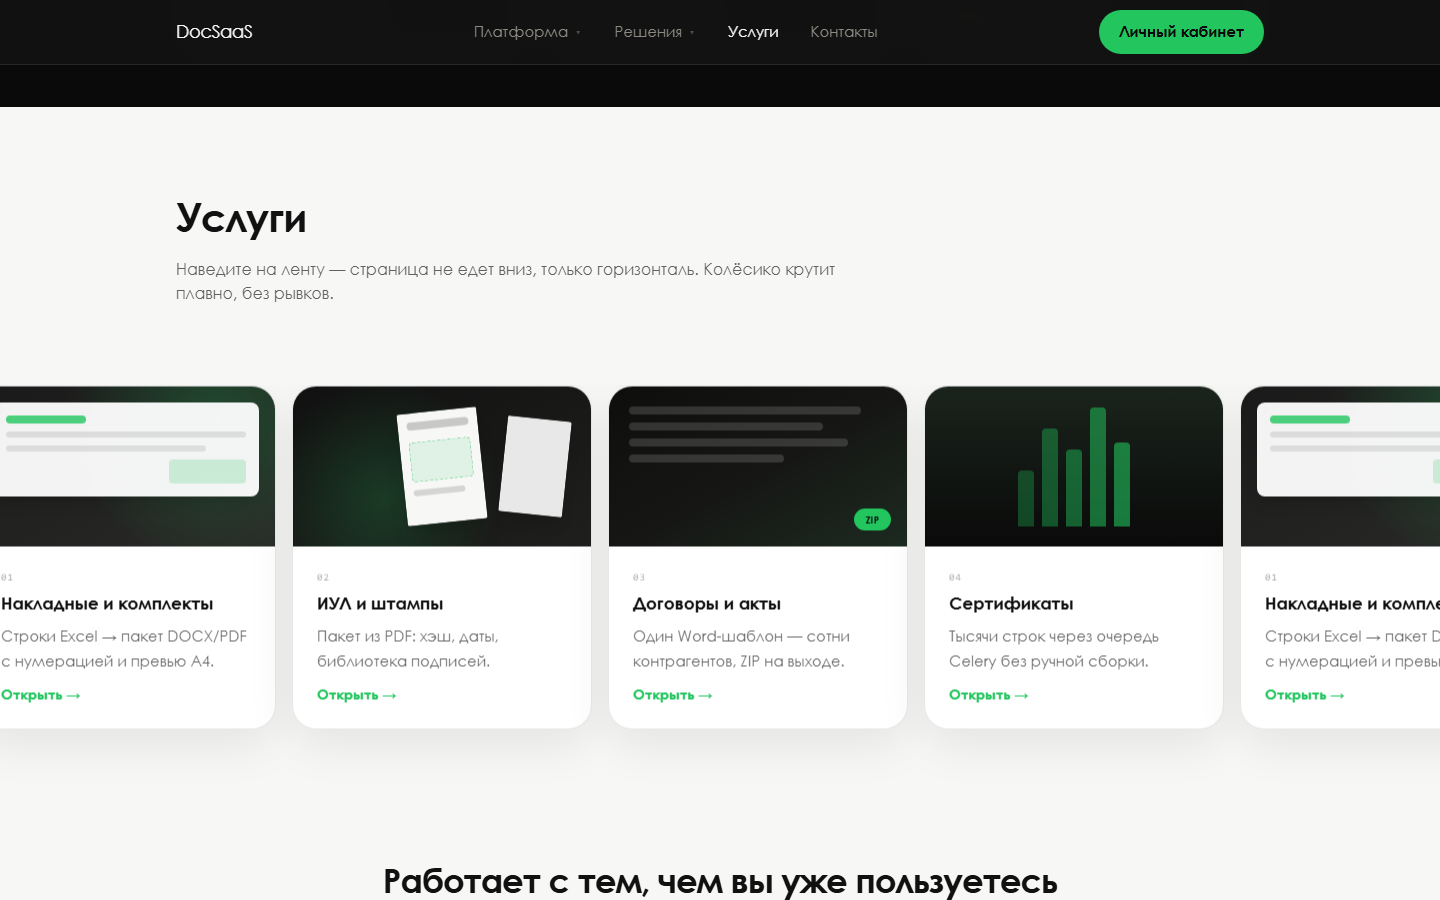 DocSaaS
Платформа
Решения
Услуги
Контакты
Личный кабинет
Услуги
Наведите на ленту — страница не едет вниз, только горизонталь. Колёсико крутит
плавно, без рывков.
01
Накладные и комплекты
Строки Excel → пакет DOCX/PDF
с нумерацией и превью A4.
Открыть →
02
ИУЛ и штампы
Пакет из PDF: хэш, даты,
библиотека подписей.
Открыть →
ZIP
03
Договоры и акты
Один Word-шаблон — сотни
контрагентов, ZIP на выходе.
Открыть →
04
Сертификаты
Тысячи строк через очередь
Celery без ручной сборки.
Открыть →
01
Накладные и компле
Строки Excel → пакет D
с нумерацией и превь
Открыть →
Работает с тем, чем вы уже пользуетесь